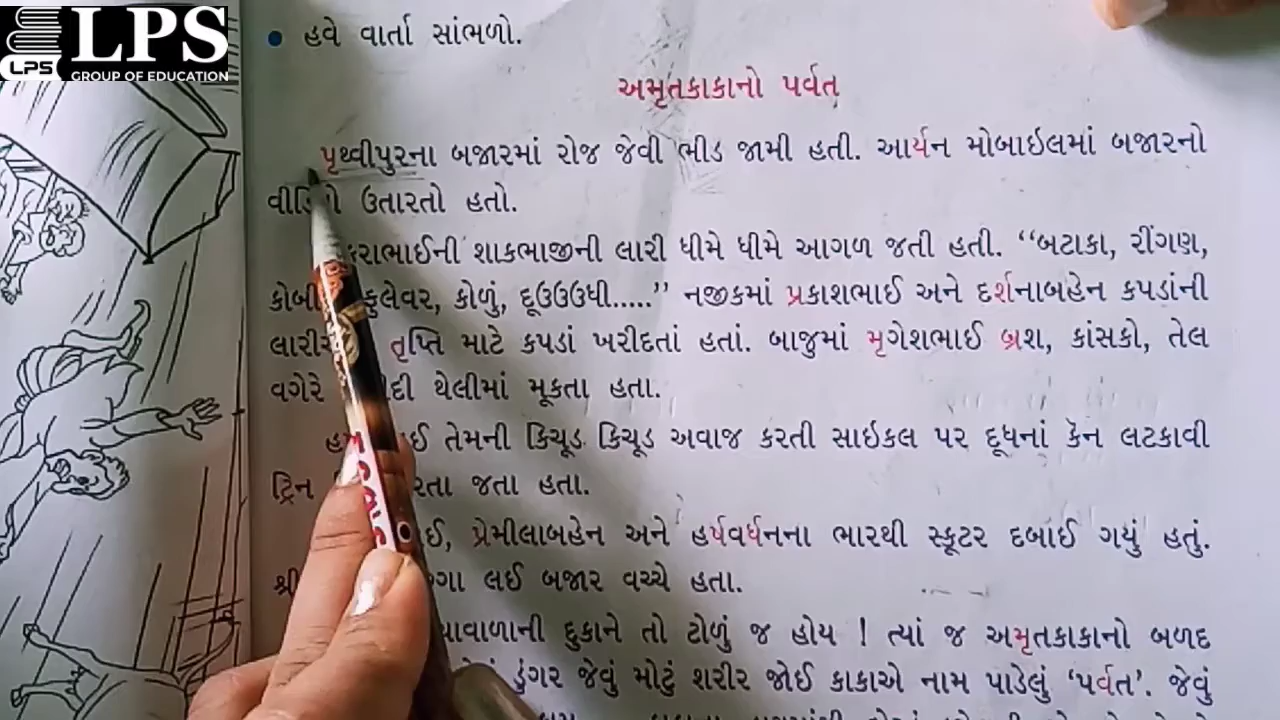 LPS
LPS
GROUP OF EDUCATION
• હવે વાર્તા સાંભળો.
અમૃતકાકાનો પર્વત
પૃથ્વીપુરના બજારમાં રોજ જેવી ભીડ જામી હતી. આર્યન મોબાઇલમાં બજારનો
ઉતારતો હતો.
શાકભાજીની લારી ધીમે ધીમે આગળ જતી હતી. “બટાકા, રીંગણ,
ફુલેવર, કોળું, દૂઉઉઉધી.....” નજીકમાં પ્રકાશભાઈ અને દર્શનાબહેન કપડાંની
તૃપ્તિ માટે કપડાં ખરીદતાં હતાં. બાજુમાં મૃગેશભાઈ બ્રશ, કાંસકો, તેલ
વગેરે થેલીમાં મૂકતા હતા.
તેમની કિચૂડ કિચૂડ અવાજ કરતી સાઇકલ પર દૂધનાં કૅન લટકાવી
ટ્રિન જતા હતા.
પ્રેમીલાબહેન અને હર્ષવર્ધનના ભારથી સ્કૂટર દબાઈ ગયું હતું.
લઈ બજાર વચ્ચે હતા.
દુકાને તો ટોળું જ હોય ! ત્યાં જ અમૃતકાકાનો બળદ
ડુંગર જેવું મોટું શરીર જોઈ કાકાએ નામ પાડેલું ‘પર્વત’. જેવું